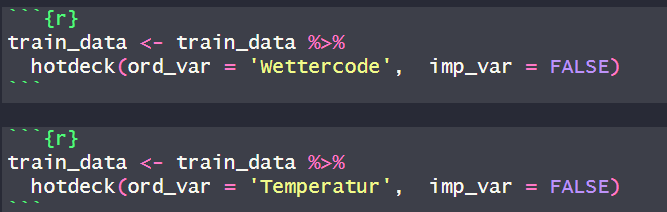 ```{r}
train_data <- train_data %>%
  hotdeck(ord_var = 'Wettercode',  imp_var = FALSE)
```
```{r}
train_data <- train_data %>%
  hotdeck(ord_var = 'Temperatur',  imp_var = FALSE)
```